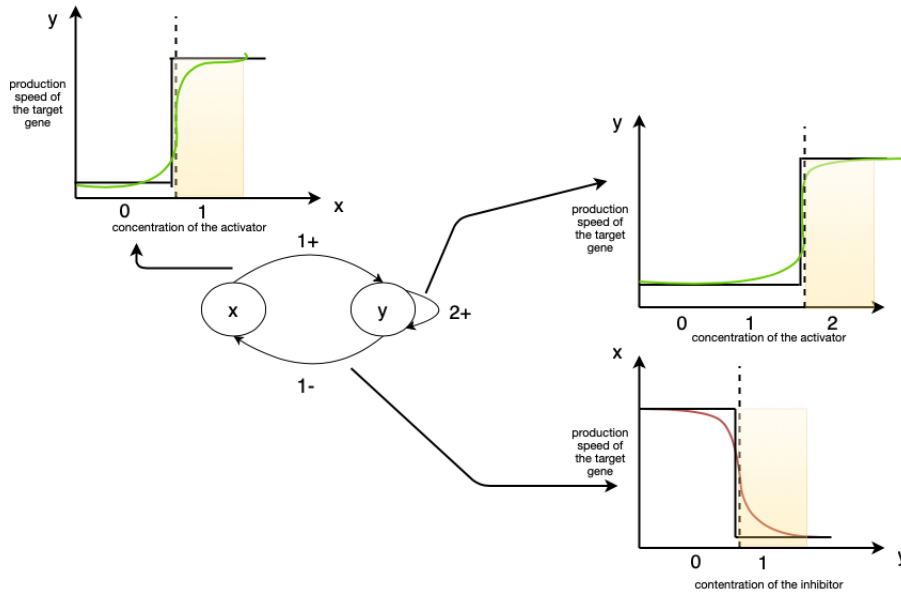 y
production
speed of
the target
gene
0
1
x
concentration of the activator
1+
x
y
2+
1-
y
production
speed of
the target
gene
0
1
2
concentration of the activator
x
production
speed of
the target
gene
0
1
y
contentration of the inhibitor